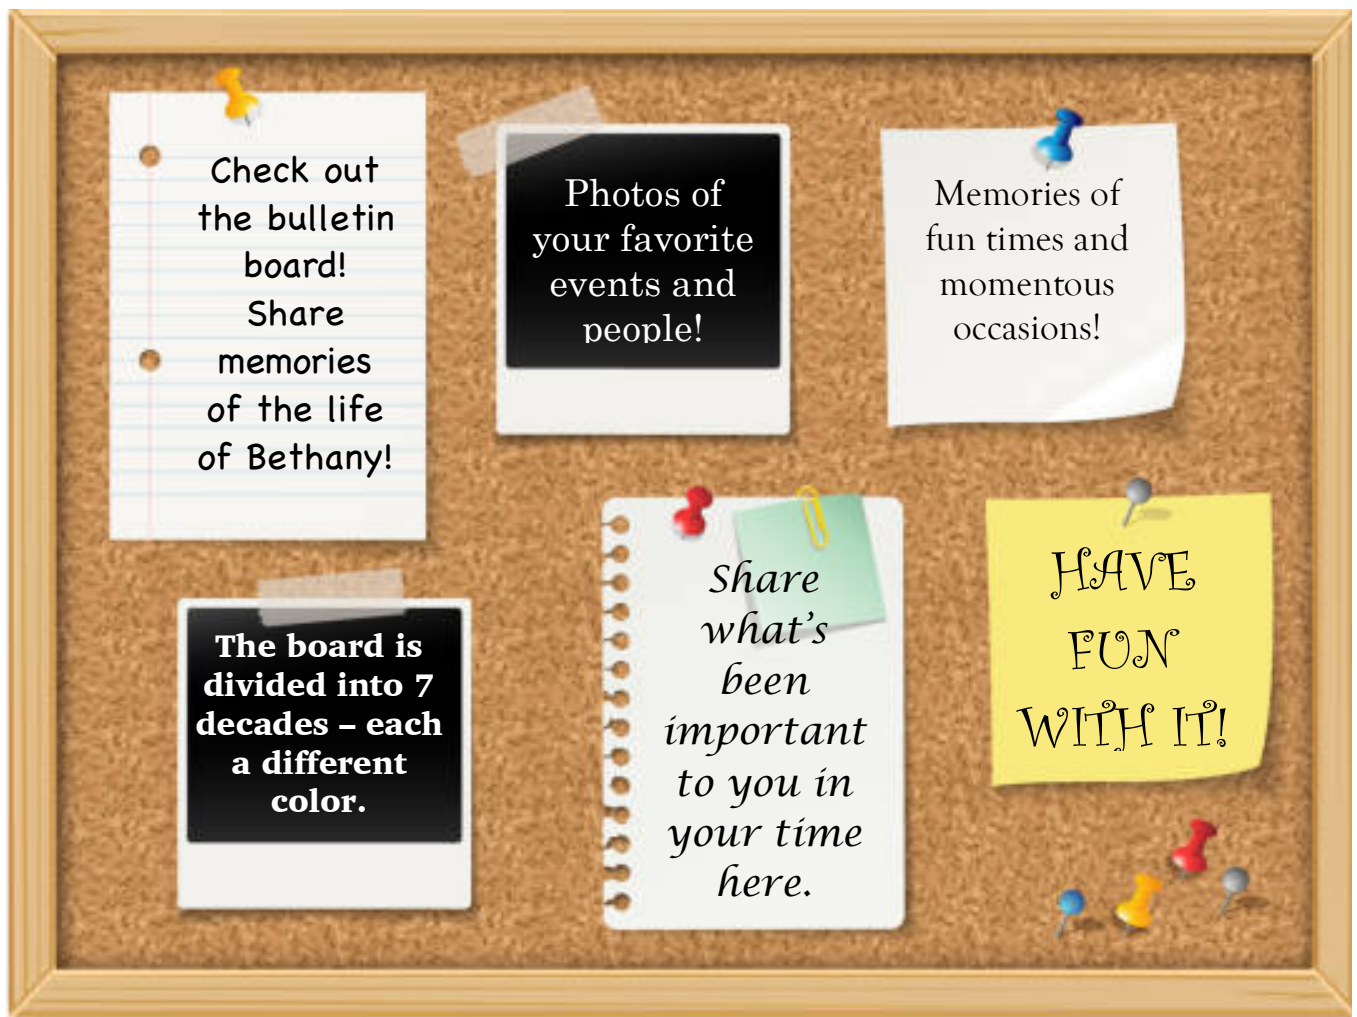 Check out
the bulletin
board!
Share
memories
of the life
of Bethany!
Photos of
your favorite
events and
people!
Memories of
fun times and
momentous
occasions!
The board is
divided into 7
decades – each
a different
color.
Share
what’s
been
important
to you in
your time
here.
HAVE
FUN
WITH IT!